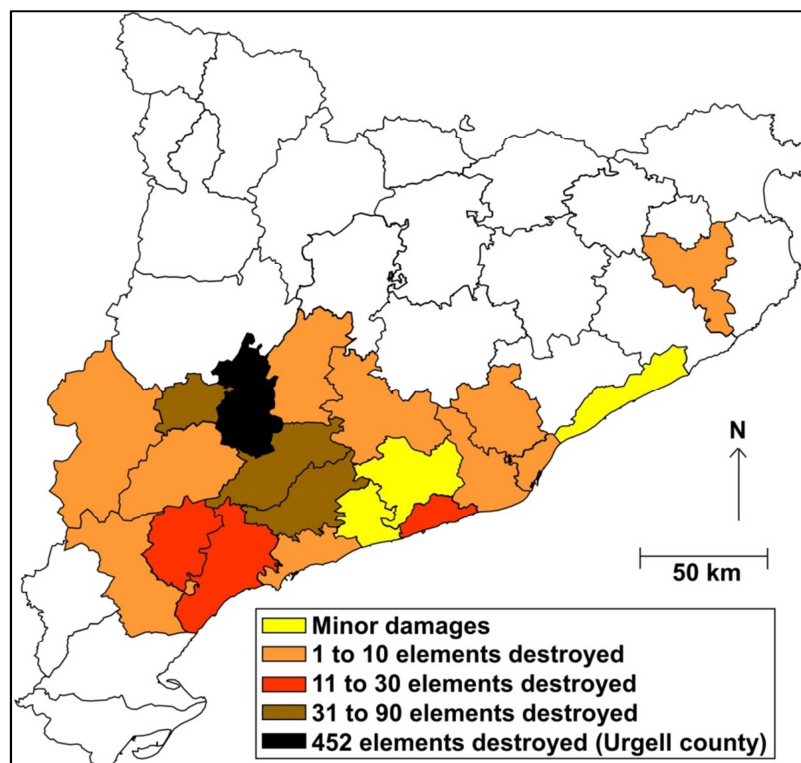 N
50 km
Minor damages
1 to 10 elements destroyed
11 to 30 elements destroyed
31 to 90 elements destroyed
452 elements destroyed (Urgell county)